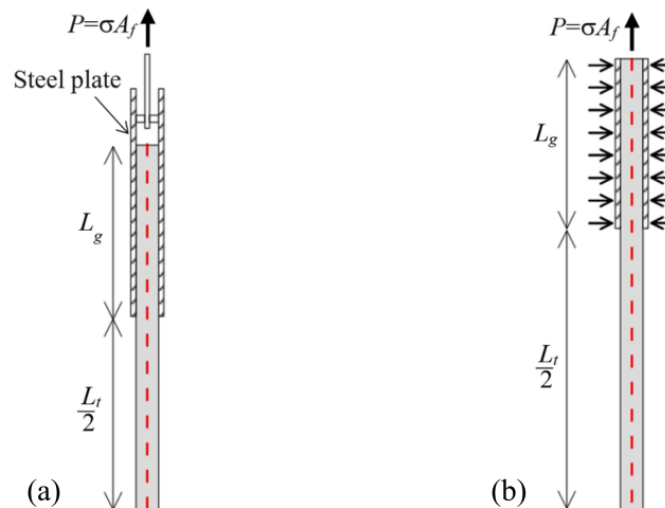 P=σA_f
Steel plate
L_g
L_t
2
(a)
P=σA_f
L_g
L_t
2
(b)